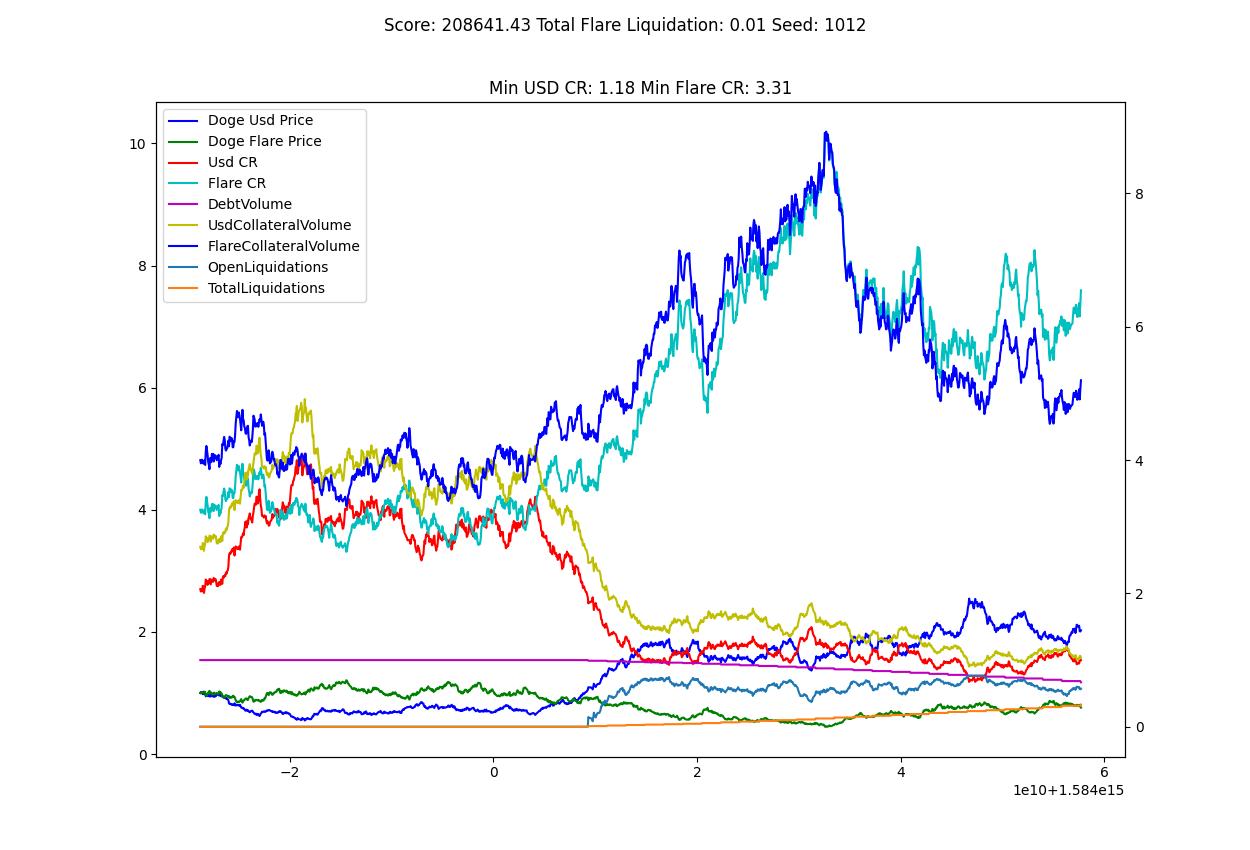 Score: 208641.43 Total Flare Liquidation: 0.01 Seed: 1012
Min USD CR: 1.18 Min Flare CR: 3.31
Doge Usd Price
Doge Flare Price
Usd CR
Flare CR
DebtVolume
UsdCollateralVolume
FlareCollateralVolume
OpenLiquidations
TotalLiquidations
10
8
6
4
2
0
8
6
4
2
0
−2
0
2
4
6
1e10+1.584e15